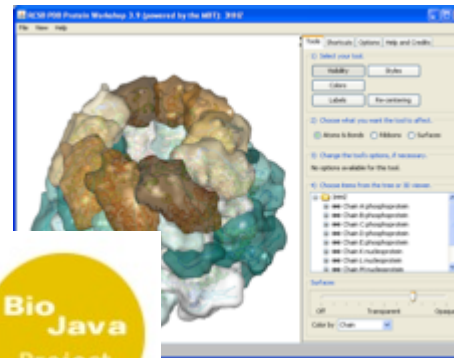 RCSB PDB Protein Workshop 3.9 (powered by the MBT):
File View Help
Tools Shortcuts Options Help and Credits
1) Select your tool.
Visibility Styles
Colors
Labels Re-centering
2) Choose what you want the tool to affect.
Atoms & Bonds Ribbons Surfaces
3) Change the tool's options, if necessary.
No options available for this tool.
4) Choose items from the tree or 3D viewer.
Chain A:phosphoprotein
Chain B:phosphoprotein
Chain C:phosphoprotein
Chain D:phosphoprotein
Chain E:phosphoprotein
Chain K:nucleoprotein
Chain L:nucleoprotein
Chain M:nucleoprotein
Surfaces
Off Transparent Opaque
Color by: Chain
Bio
Java
Project